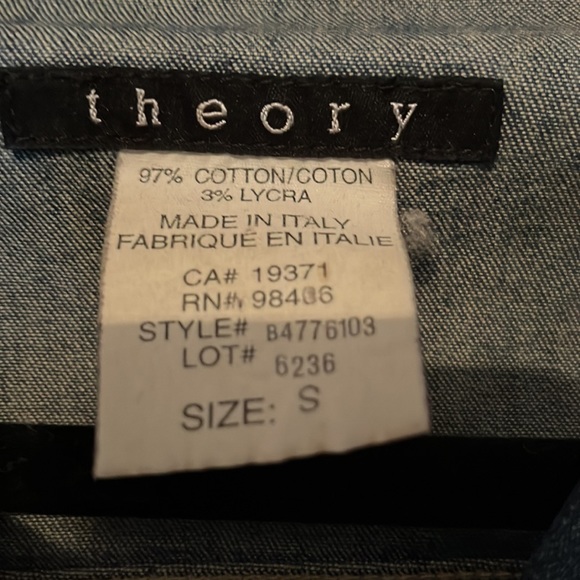 theory
97% COTTON/COTON
3% LYCRA
MADE IN ITALY
FABRIQUÉ EN ITALIE
CA# 19371
RN#
STYLE# B4776103
LOT# 6236
SIZE: S